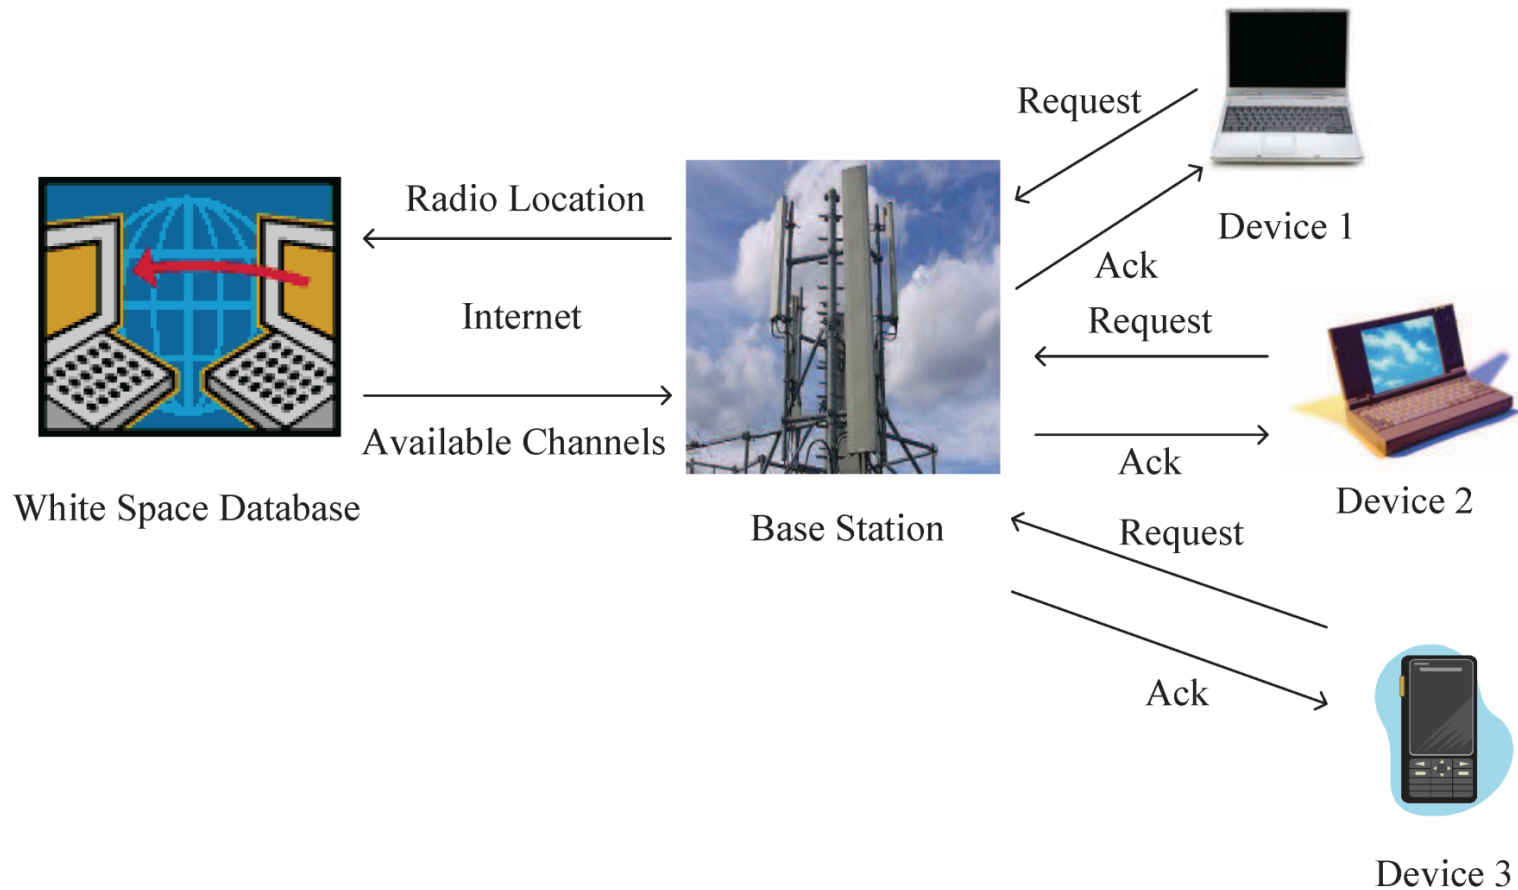 Request
Device 1
Radio Location
Ack
Internet
Request
Available Channels
Ack
Device 2
White Space Database
Base Station
Request
Ack
Device 3